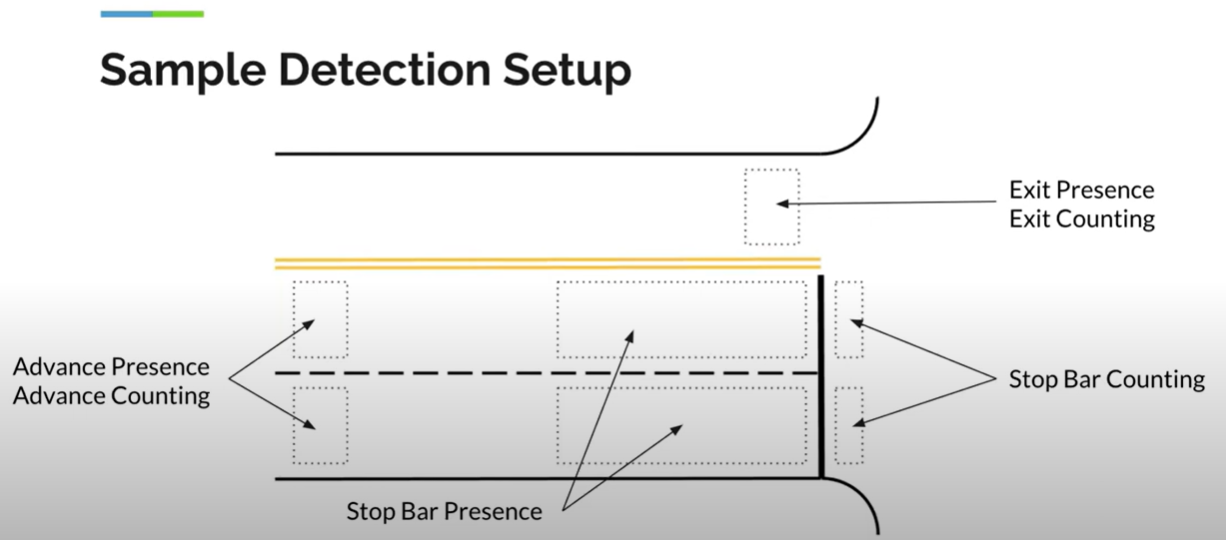 Sample Detection Setup
Exit Presence
Exit Counting
Advance Presence
Advance Counting
Stop Bar Counting
Stop Bar Presence